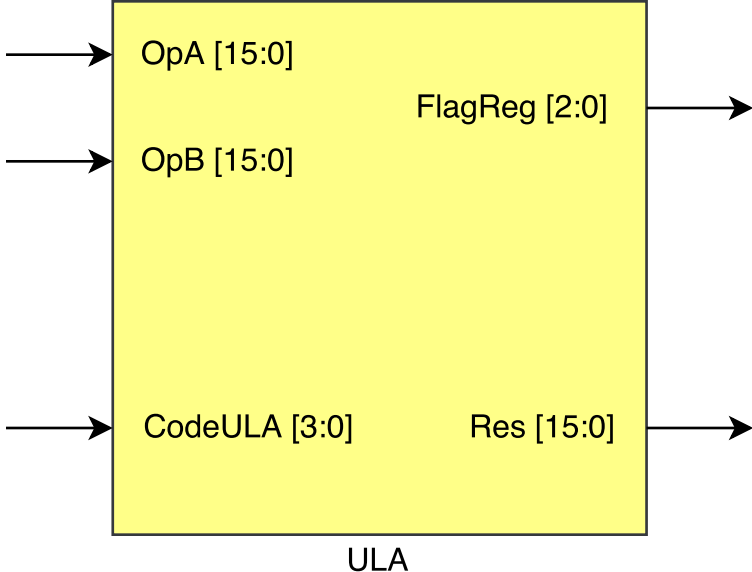 OpA [15:0]
FlagReg [2:0]
OpB [15:0]
CodeULA [3:0]
Res [15:0]
ULA